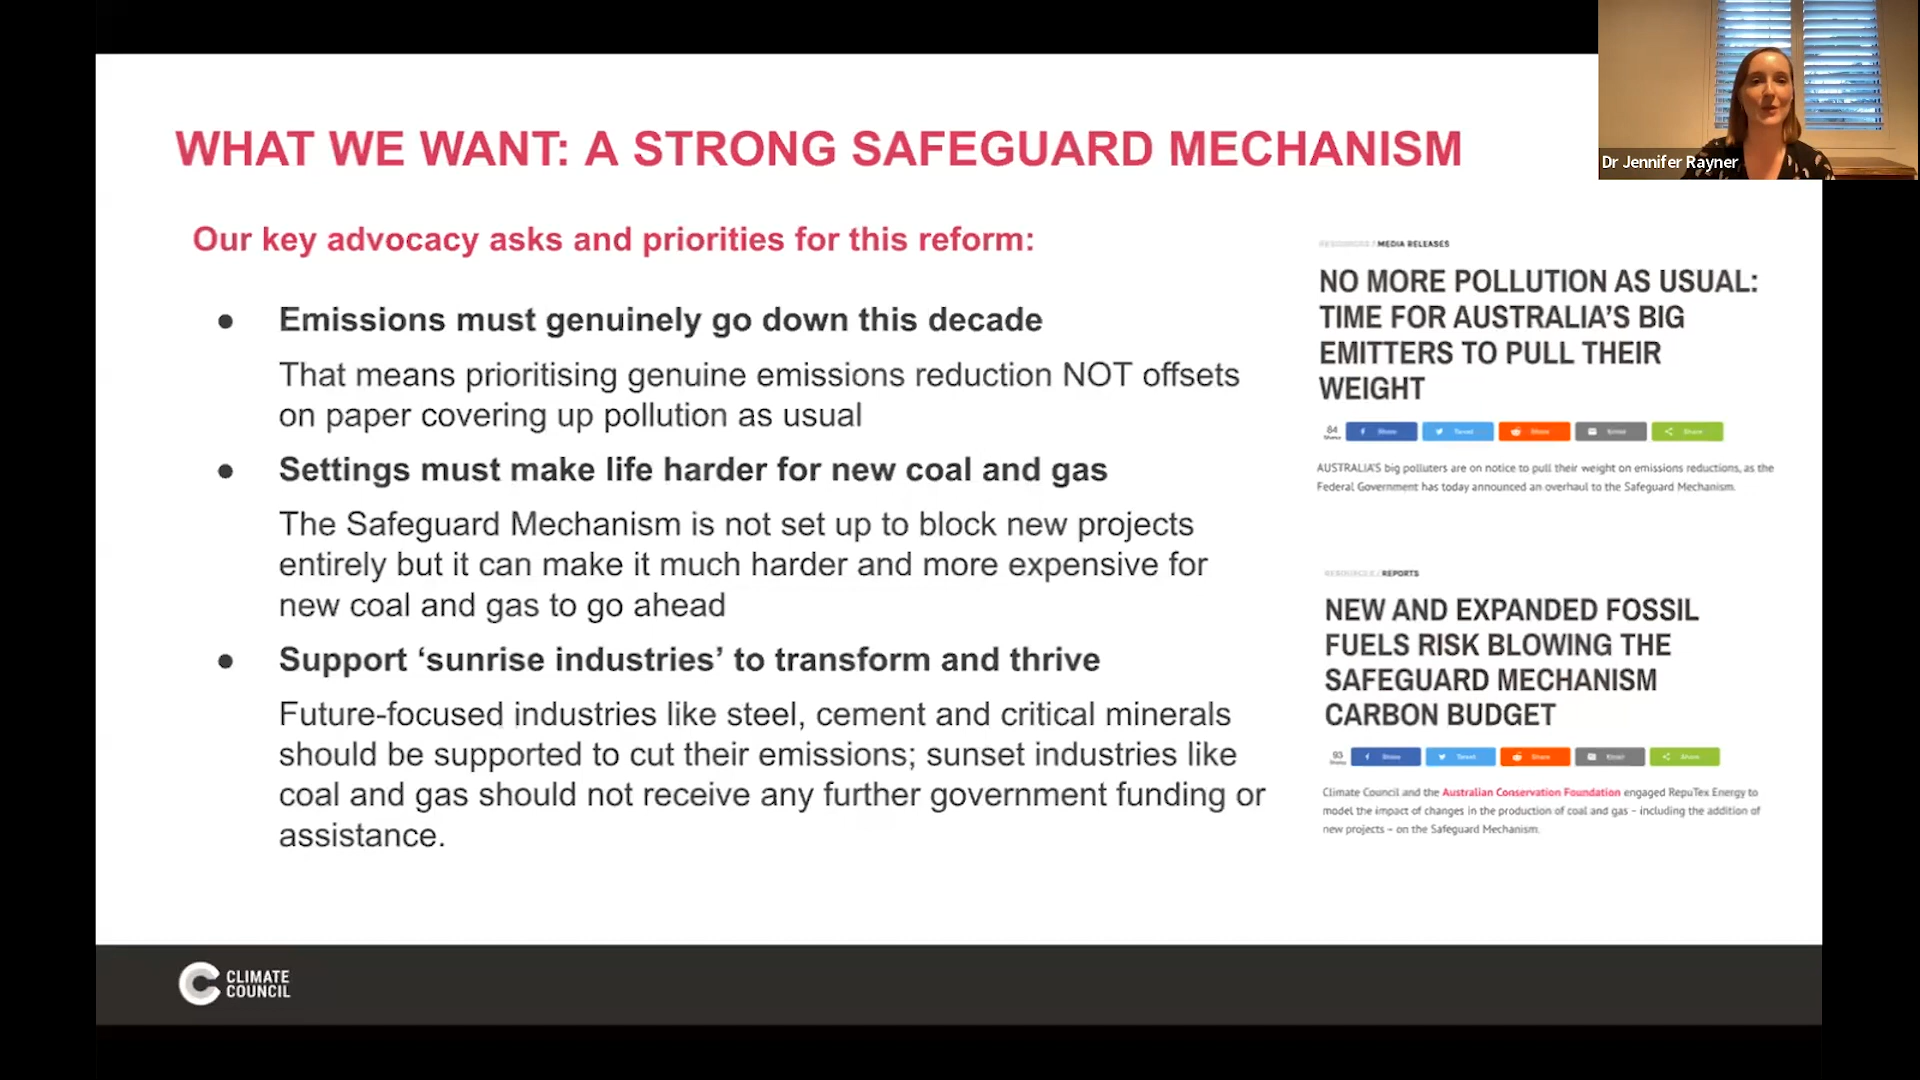 WHAT WE WANT: A STRONG SAFEGUARD MECHANISM
Dr Jennifer Rayner
Our key advocacy asks and priorities for this reform:
● Emissions must genuinely go down this decade
That means prioritising genuine emissions reduction NOT offsets
on paper covering up pollution as usual
● Settings must make life harder for new coal and gas
The Safeguard Mechanism is not set up to block new projects
entirely but it can make it much harder and more expensive for
new coal and gas to go ahead
● Support ‘sunrise industries’ to transform and thrive
Future-focused industries like steel, cement and critical minerals
should be supported to cut their emissions; sunset industries like
coal and gas should not receive any further government funding or
assistance.
RESOURCES / MEDIA RELEASES
NO MORE POLLUTION AS USUAL:
TIME FOR AUSTRALIA’S BIG
EMITTERS TO PULL THEIR
WEIGHT
84 Shares Share Tweet Share Email Share
AUSTRALIA’S big polluters are on notice to pull their weight on emissions reductions, as the
Federal Government has today announced an overhaul to the Safeguard Mechanism.
RESOURCES / REPORTS
NEW AND EXPANDED FOSSIL
FUELS RISK BLOWING THE
SAFEGUARD MECHANISM
CARBON BUDGET
93 Shares Share Tweet Share Email Share
Climate Council and the Australian Conservation Foundation engaged RepuTex Energy to
model the impact of changes in the production of coal and gas – including the addition of
new projects – on the Safeguard Mechanism.
CLIMATE
COUNCIL